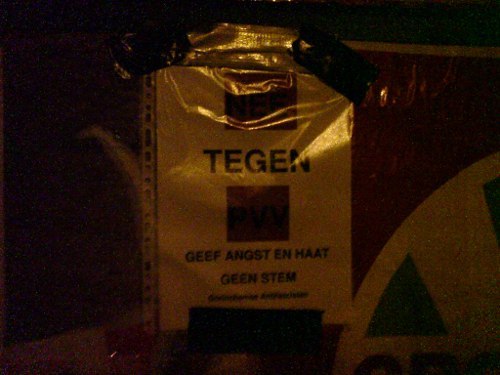 NEE
TEGEN
PVV
GEEF ANGST EN HAAT
GEEN STEM